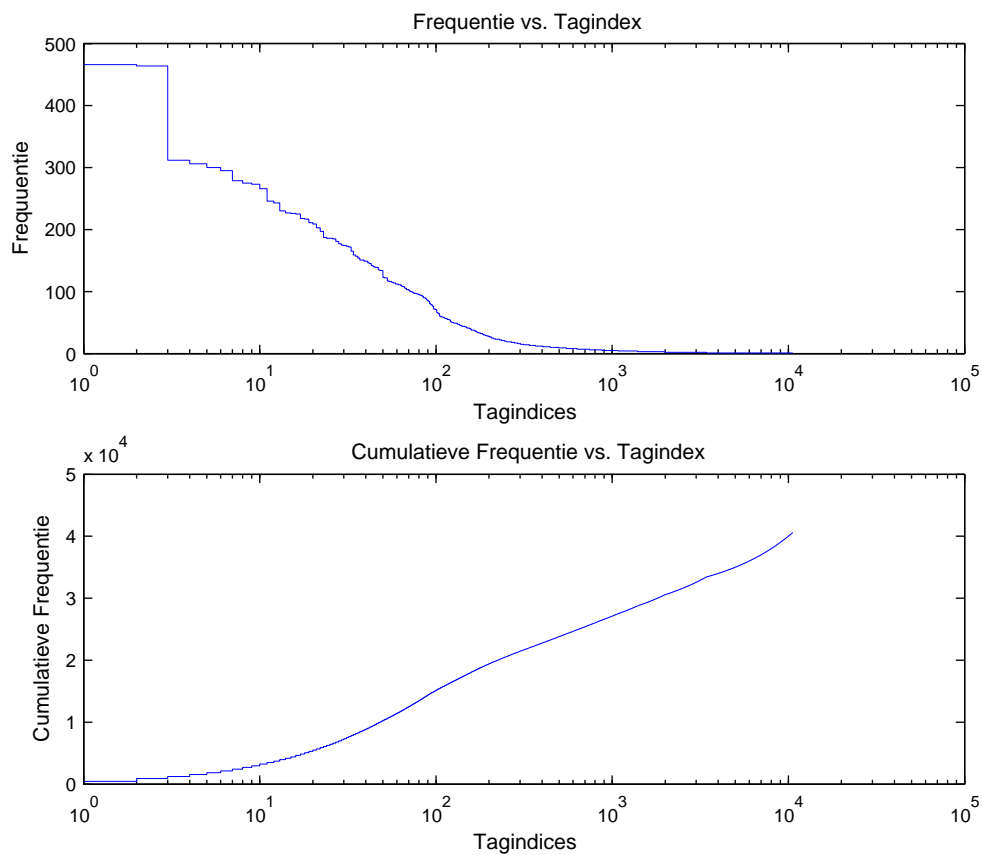 Frequentie vs. Tagindex
500
400
300
200
100
0
Frequuentie
10^0 10^1 10^2 10^3 10^4 10^5
Tagindices
Cumulatieve Frequentie vs. Tagindex
x 10^4
5
4
3
2
1
0
Cumulatieve Frequentie
10^0 10^1 10^2 10^3 10^4 10^5
Tagindices